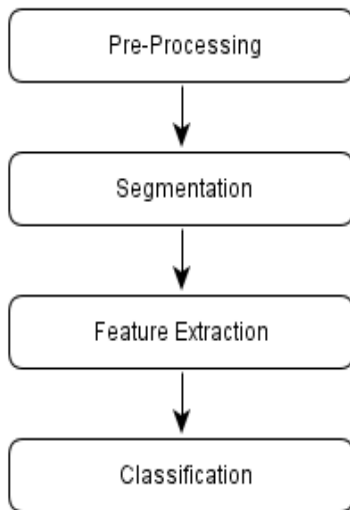 Pre-Processing
Segmentation
Feature Extraction
Classification